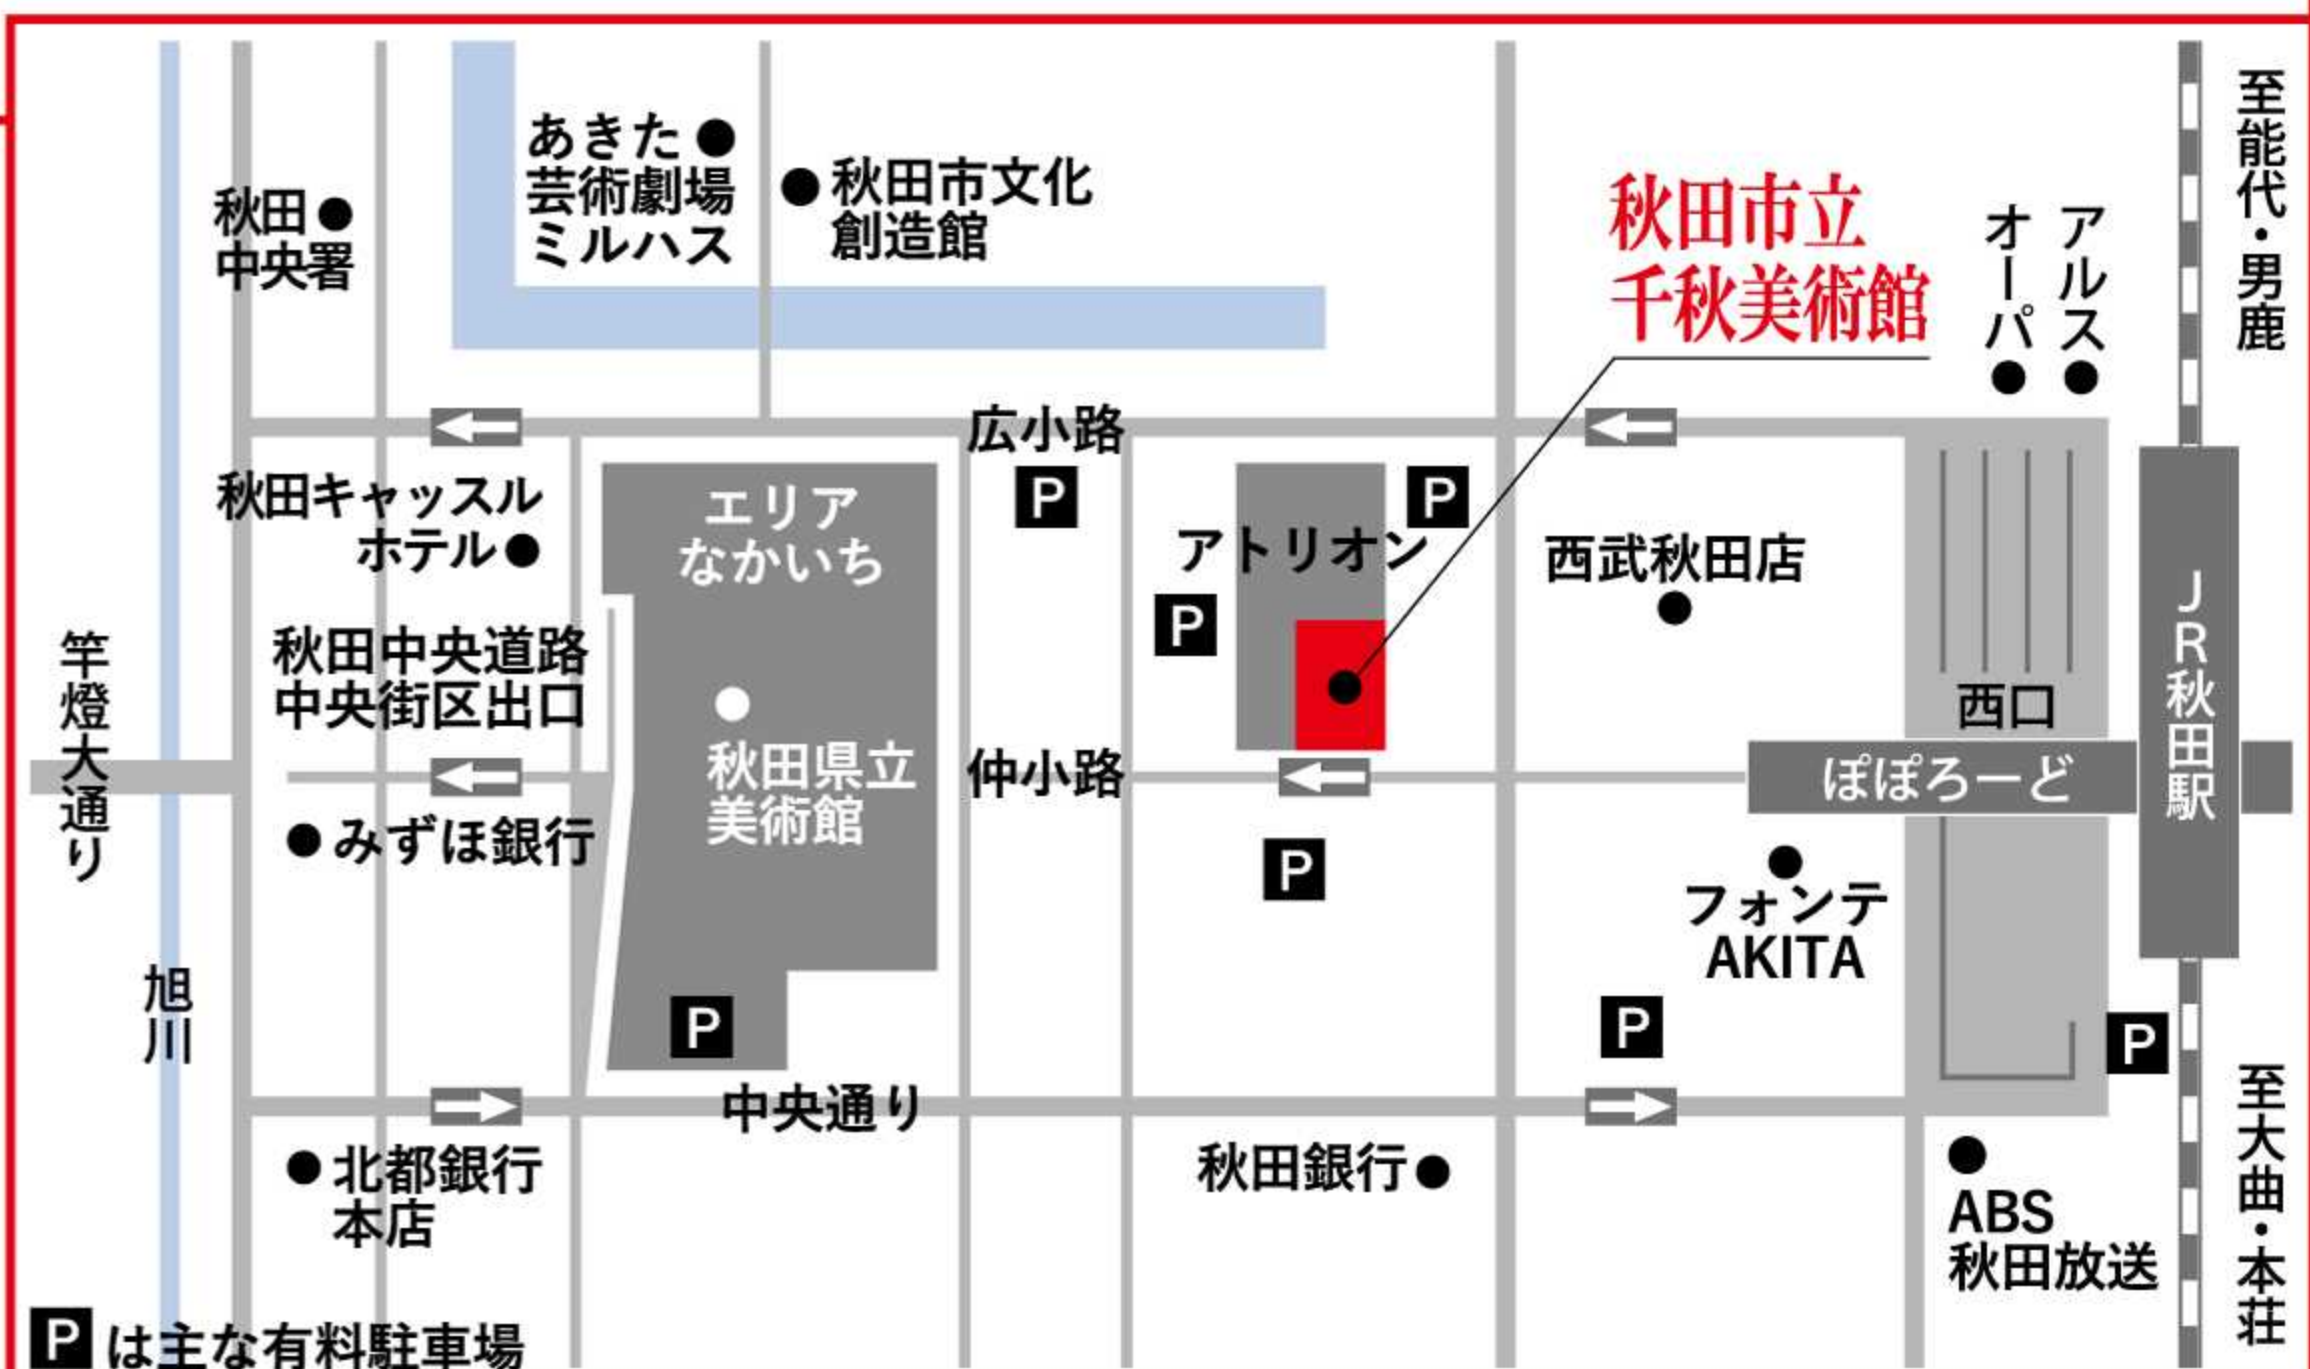 至能代・男鹿
あきた
芸術劇場
ミルハス
秋田市文化
創造館
秋田
中央署
秋田市立
千秋美術館
オーパ
アルス
広小路
秋田キャッスル
ホテル
エリア
なかいち
P
P
アトリオン
西武秋田店
P
JR秋田駅
竿燈大通り
秋田中央道路
中央街区出口
西口
秋田県立
美術館
仲小路
ぽぽろーど
みずほ銀行
P
フォンテ
AKITA
旭川
P
P
P
中央通り
至大曲・本荘
北都銀行
本店
秋田銀行
ABS
秋田放送
Pは主な有料駐車場